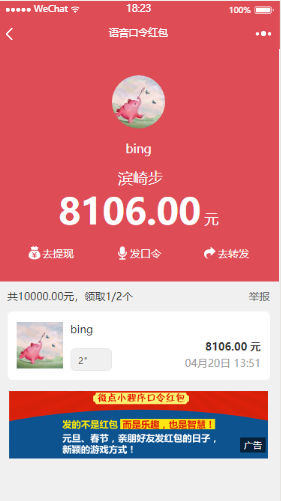 WeChat
18:23
100%
语音口令红包
bing
滨崎步
8106.00 元
去提现
发口令
去转发
共10000.00元，领取1/2个
举报
bing
2"
8106.00 元
04月20日 13:51
微点小程序口令红包
发的不是红包 而是乐趣，也是智慧！
元旦、春节，亲朋好友发红包的日子，
新颖的游戏方式！
广告